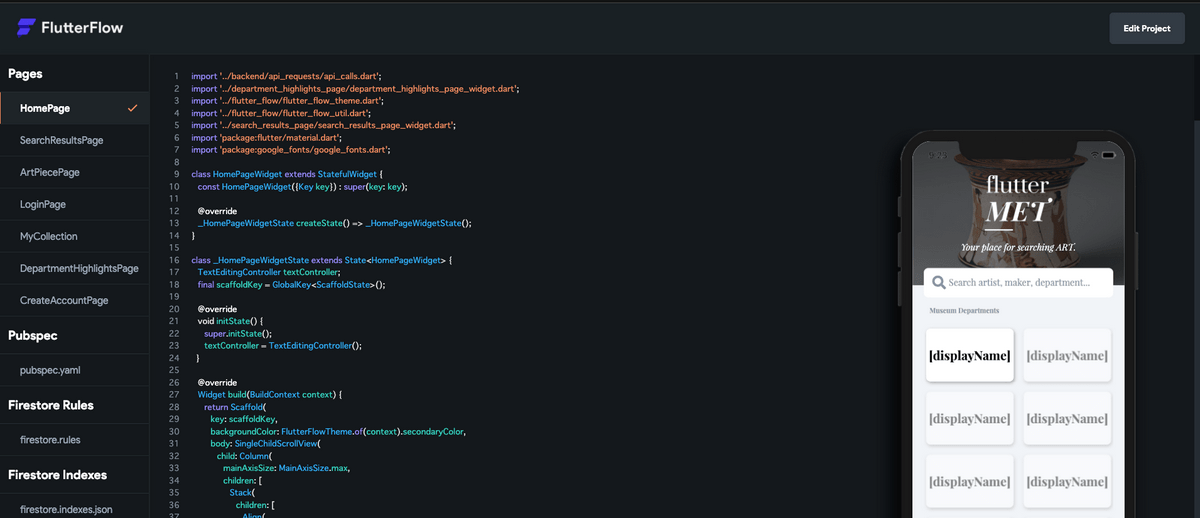 FlutterFlow
Edit Project
Pages
HomePage
SearchResultsPage
ArtPiecePage
LoginPage
MyCollection
DepartmentHighlightsPage
CreateAccountPage
Pubspec
pubspec.yaml
Firestore Rules
firestore.rules
Firestore Indexes
firestore.indexes.json
1 import '../backend/api_requests/api_calls.dart';
2 import '../department_highlights_page/department_highlights_page_widget.dart';
3 import '../flutter_flow/flutter_flow_theme.dart';
4 import '../flutter_flow/flutter_flow_util.dart';
5 import '../search_results_page/search_results_page_widget.dart';
6 import 'package:flutter/material.dart';
7 import 'package:google_fonts/google_fonts.dart';
8
9 class HomePageWidget extends StatefulWidget {
10 const HomePageWidget({Key key}) : super(key: key);
11
12 @override
13 _HomePageWidgetState createState() => _HomePageWidgetState();
14 }
15
16 class _HomePageWidgetState extends State<HomePageWidget> {
17 TextEditingController textController;
18 final scaffoldKey = GlobalKey<ScaffoldState>();
19
20 @override
21 void initState() {
22 super.initState();
23 textController = TextEditingController();
24 }
25
26 @override
27 Widget build(BuildContext context) {
28 return Scaffold(
29 key: scaffoldKey,
30 backgroundColor: FlutterFlowTheme.of(context).secondaryColor,
31 body: SingleChildScrollView(
32 child: Column(
33 mainAxisSize: MainAxisSize.max,
34 children: [
35 Stack(
36 children: [
37 Align(
9:29
flutter
MET
Your place for searching ART.
Search artist, maker, department...
Museum Departments
[displayName] [displayName]
[displayName] [displayName]
[displayName] [displayName]